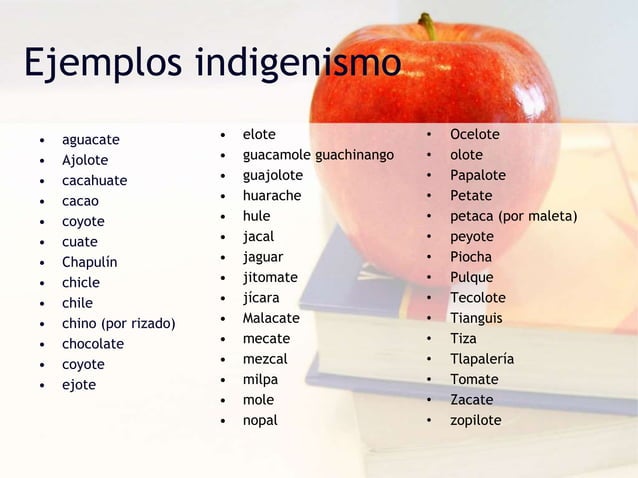 Ejemplos indigenismo
• aguacate
• Ajolote
• cacahuate
• cacao
• coyote
• cuate
• Chapulín
• chicle
• chile
• chino (por rizado)
• chocolate
• coyote
• ejote
• elote
• guacamole guachinango
• guajolote
• huarache
• hule
• jacal
• jaguar
• jitomate
• jícara
• Malacate
• mecate
• mezcal
• milpa
• mole
• nopal
• Ocelote
• olote
• Papalote
• Petate
• petaca (por maleta)
• peyote
• Piocha
• Pulque
• Tecolote
• Tianguis
• Tiza
• Tlapalería
• Tomate
• Zacate
• zopilote